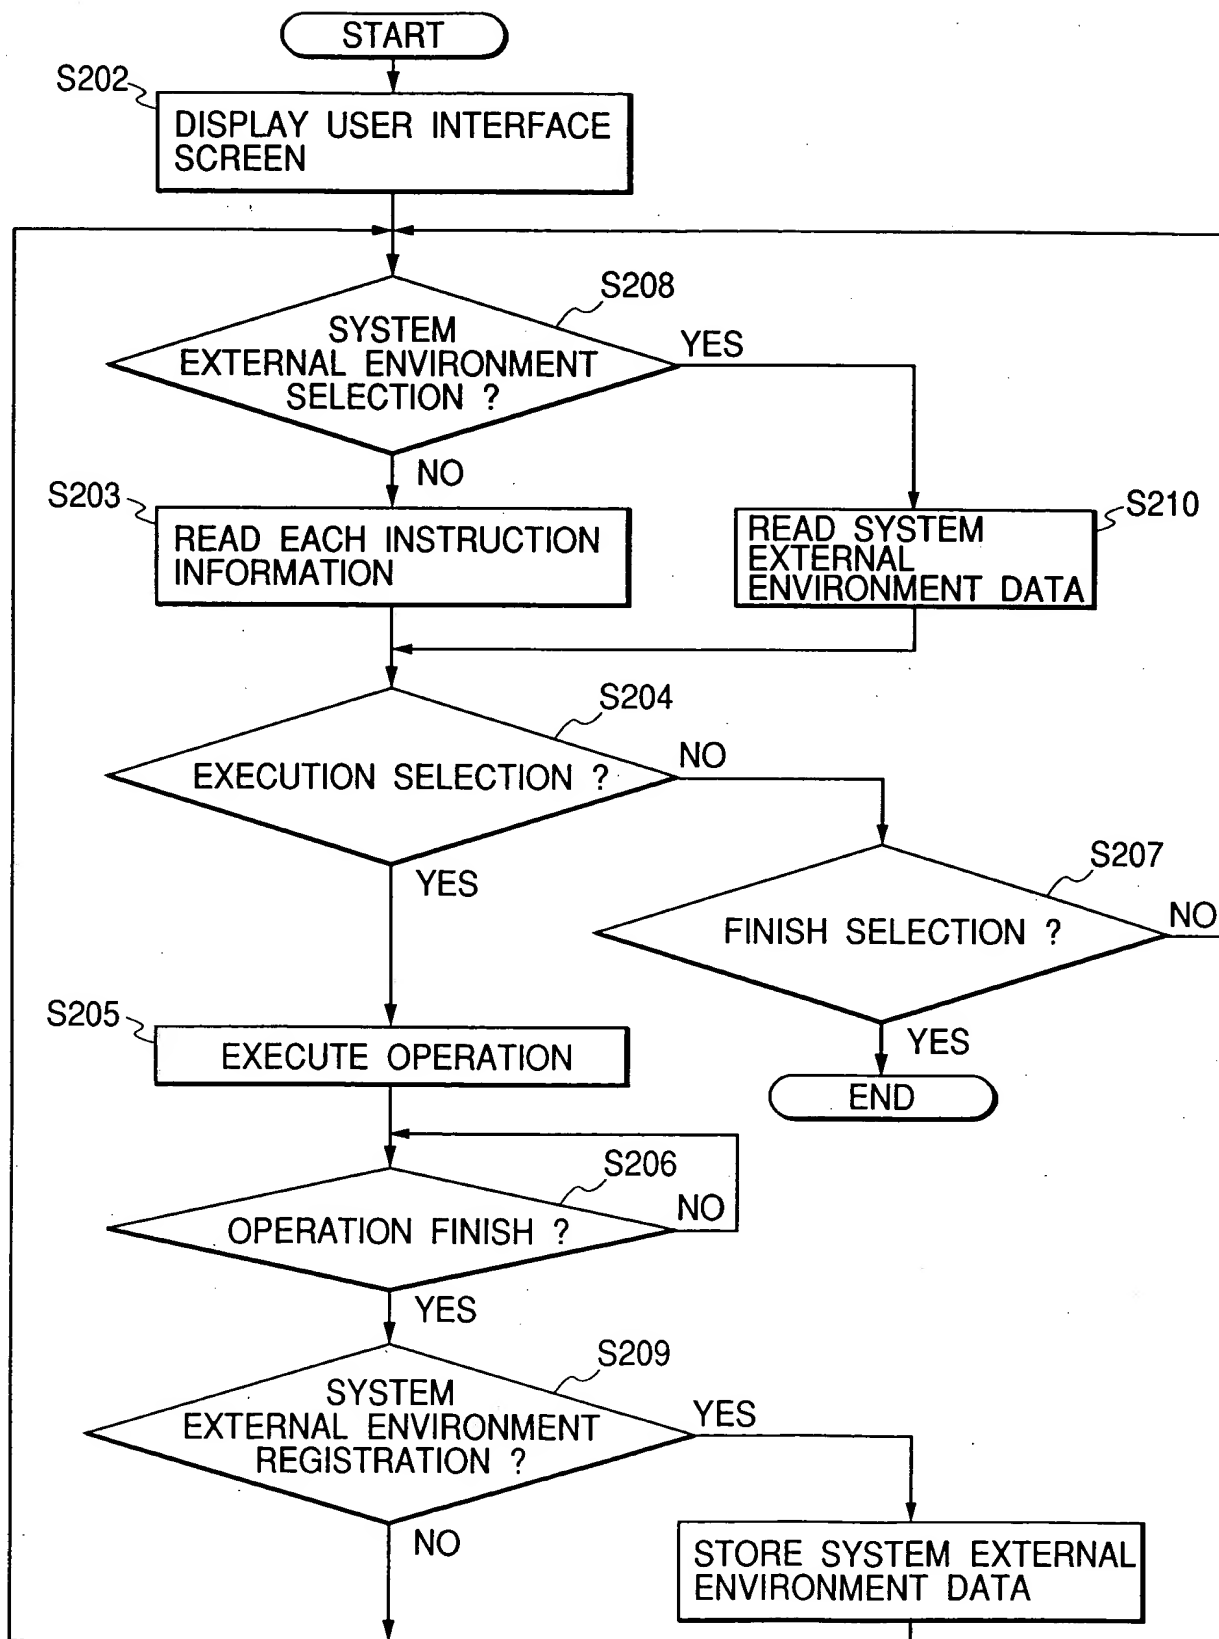 START
S202
DISPLAY USER INTERFACE
SCREEN
S208
SYSTEM
EXTERNAL ENVIRONMENT
SELECTION ?
YES
NO
S203
READ EACH INSTRUCTION
INFORMATION
S210
READ SYSTEM
EXTERNAL
ENVIRONMENT DATA
S204
EXECUTION SELECTION ?
NO
YES
S207
FINISH SELECTION ?
NO
YES
END
S205
EXECUTE OPERATION
S206
OPERATION FINISH ?
NO
YES
S209
SYSTEM
EXTERNAL ENVIRONMENT
REGISTRATION ?
YES
NO
STORE SYSTEM EXTERNAL
ENVIRONMENT DATA